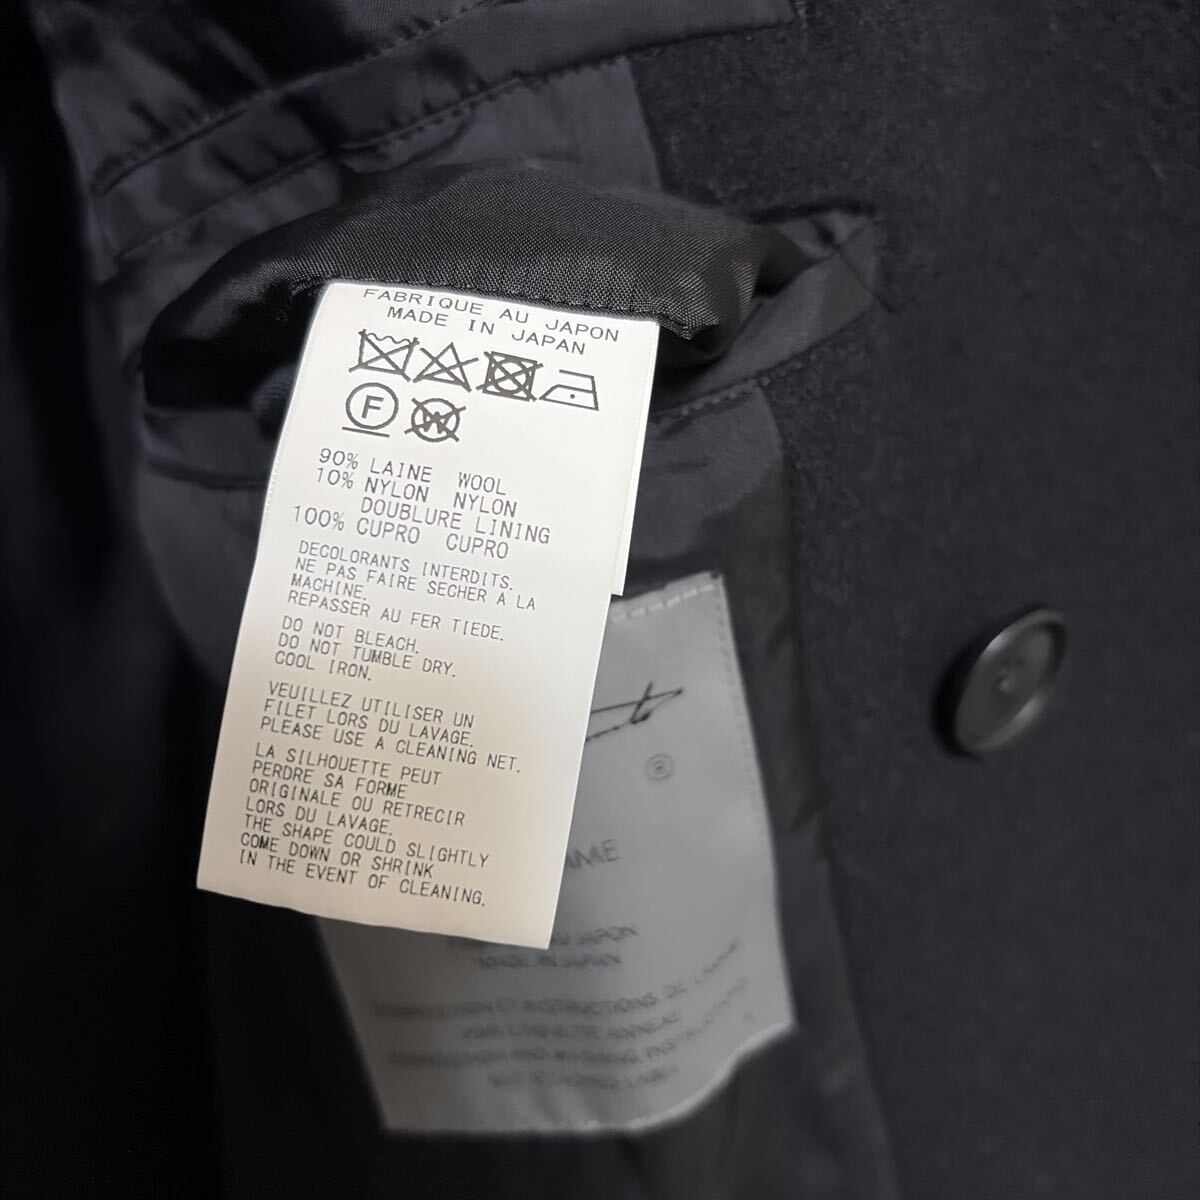 FABRIQUE AU JAPON
MADE IN JAPAN
F W
90% LAINE WOOL
10% NYLON NYLON
DOUBLURE LINING
100% CUPRO CUPRO
DECOLORANTS INTERDITS.
NE PAS FAIRE SECHER A LA
MACHINE.
REPASSER AU FER TIEDE.
DO NOT BLEACH.
DO NOT TUMBLE DRY.
COOL IRON.
VEUILLEZ UTILISER UN
FILET LORS DU LAVAGE.
PLEASE USE A CLEANING NET.
LA SILHOUETTE PEUT
PERDRE SA FORME
ORIGINALE OU RETRECIR
LORS DU LAVAGE.
THE SHAPE COULD SLIGHTLY
COME DOWN OR SHRINK
IN THE EVENT OF CLEANING.
®
AU JAPON
MADE IN JAPAN